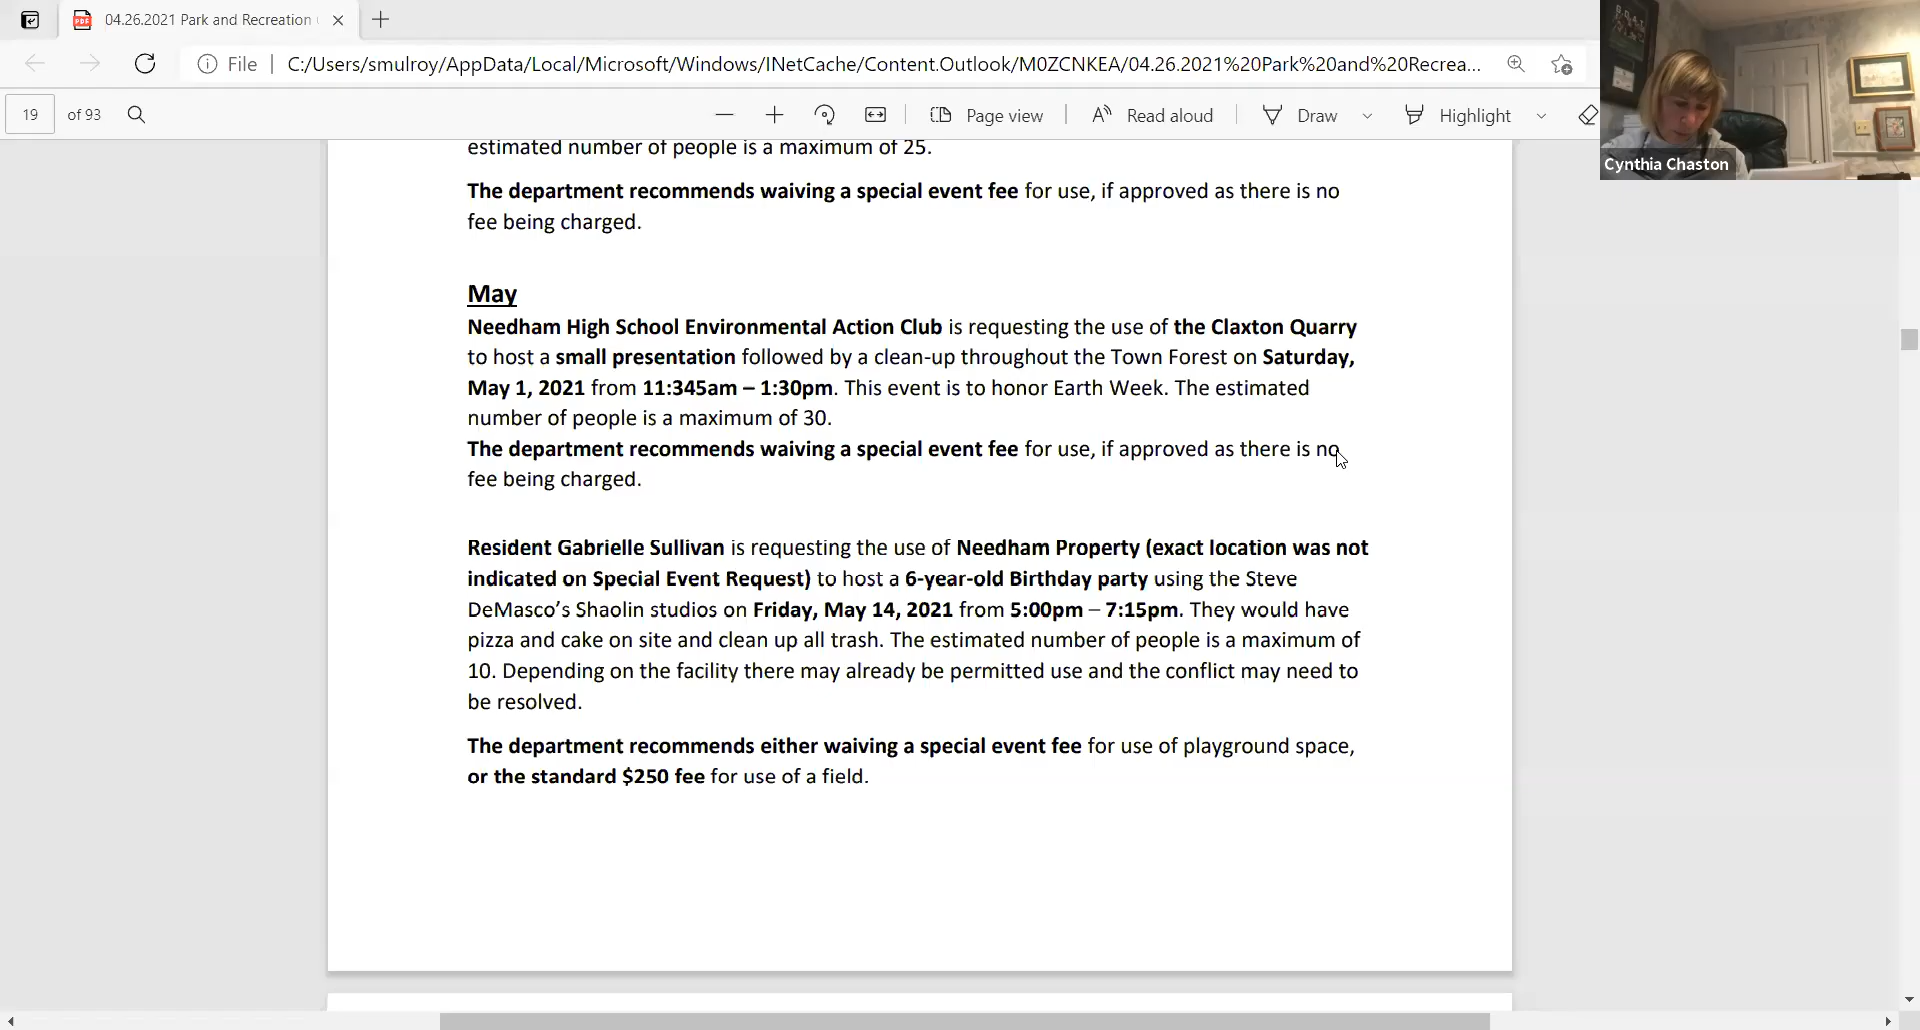 04.26.2021 Park and Recreation
File
C:/Users/smulroy/AppData/Local/Microsoft/Windows/INetCache/Content.Outlook/M0ZCNKEA/04.26.2021%20Park%20and%20Recrea...
19 of 93
Page view
Read aloud
Draw
Highlight
Cynthia Chaston
estimated number of people is a maximum of 25.
The department recommends waiving a special event fee for use, if approved as there is no
fee being charged.
May
Needham High School Environmental Action Club is requesting the use of the Claxton Quarry
to host a small presentation followed by a clean-up throughout the Town Forest on Saturday,
May 1, 2021 from 11:345am – 1:30pm. This event is to honor Earth Week. The estimated
number of people is a maximum of 30.
The department recommends waiving a special event fee for use, if approved as there is no
fee being charged.
Resident Gabrielle Sullivan is requesting the use of Needham Property (exact location was not
indicated on Special Event Request) to host a 6-year-old Birthday party using the Steve
DeMasco’s Shaolin studios on Friday, May 14, 2021 from 5:00pm – 7:15pm. They would have
pizza and cake on site and clean up all trash. The estimated number of people is a maximum of
10. Depending on the facility there may already be permitted use and the conflict may need to
be resolved.
The department recommends either waiving a special event fee for use of playground space,
or the standard $250 fee for use of a field.